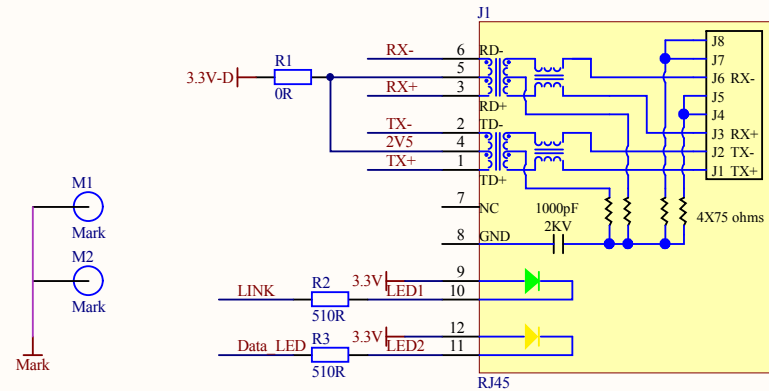 J1
RX- 6 RD- J8
R1 J7
3.3V-D 5 J6 RX-
0R RX+ 3 RD+ J5
J4
TX- 2 TD- J3 RX+
2V5 4 J2 TX-
TX+ 1 TD+ J1 TX+
M1 7 NC 1000pF 4X75 ohms
Mark 2KV
8 GND
M2
Mark
R2 3.3V 9
LINK LED1 10
510R
3.3V 12
Data_LED R3 LED2 11
510R
Mark
RJ45